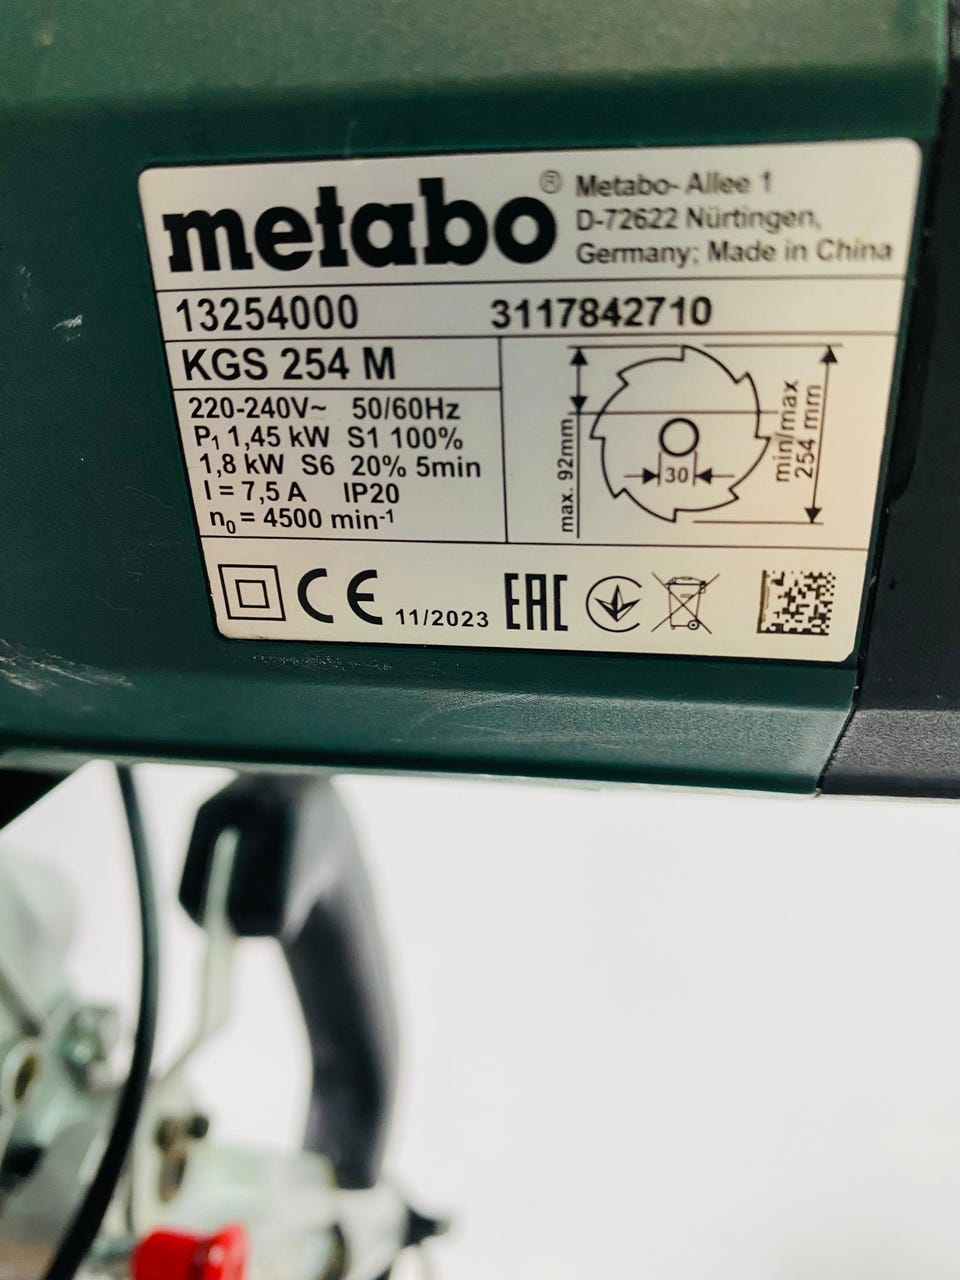 metabo®
Metabo-Allee 1
D-72622 Nürtingen,
Germany; Made in China
13254000 3117842710
KGS 254 M
220-240V~ 50/60Hz
P₁ 1,45 kW S1 100%
1,8 kW S6 20% 5min
I = 7,5 A IP20
n₀ = 4500 min⁻¹
max. 92mm
30
min/max
254 mm
CE 11/2023 EAC